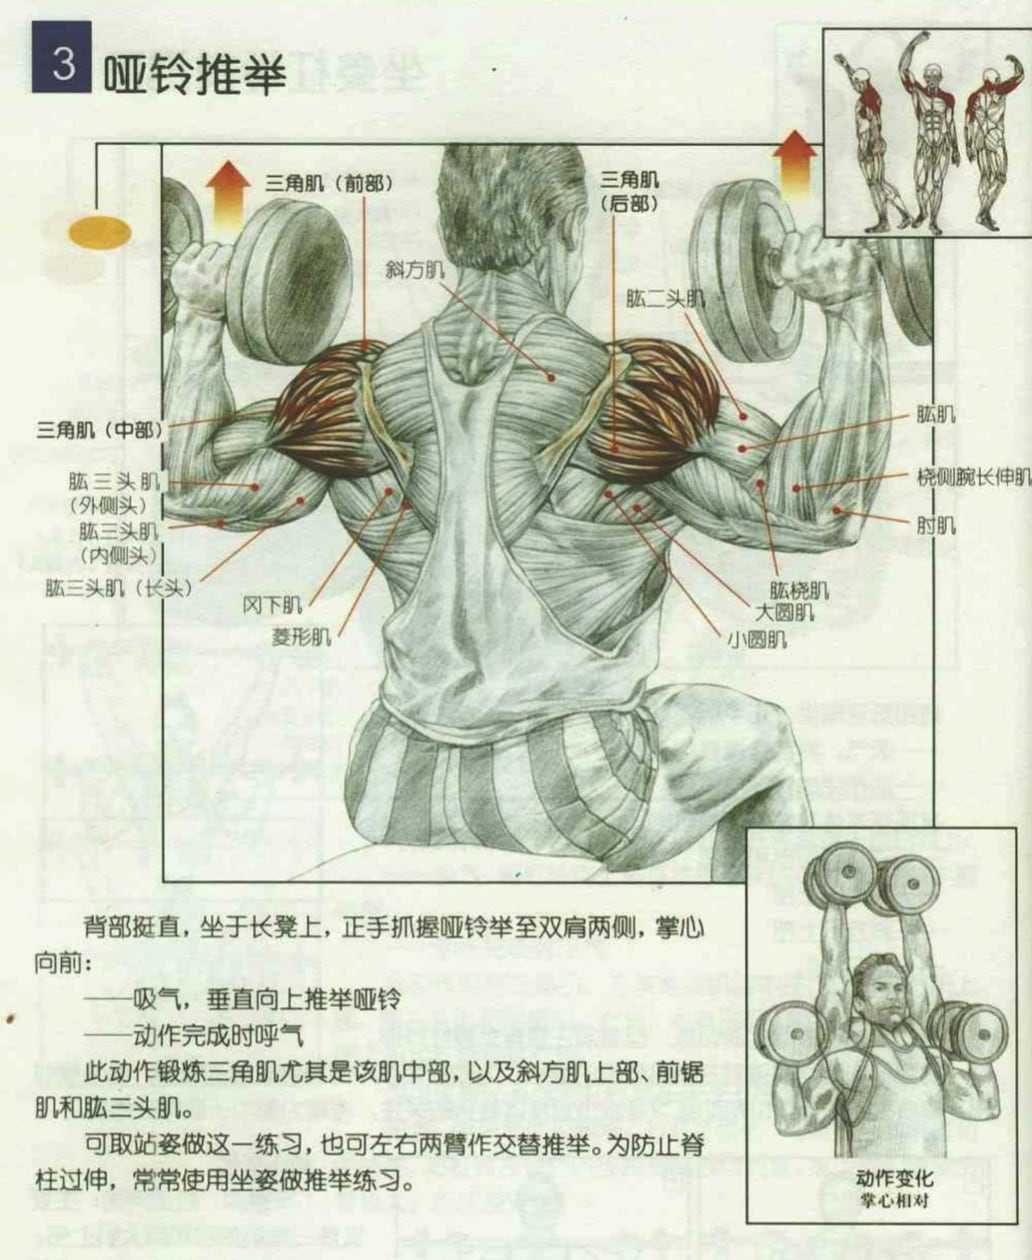 3 哑铃推举
三角肌（前部）
三角肌
（后部）
斜方肌
肱二头肌
三角肌（中部）
肱肌
肱三头肌
（外侧头）
桡侧腕长伸肌
肱三头肌
（内侧头）
肘肌
肱三头肌（长头）
冈下肌
菱形肌
肱桡肌
大圆肌
小圆肌
背部挺直，坐于长凳上，正手抓握哑铃举至双肩两侧，掌心
向前：
——吸气，垂直向上推举哑铃
——动作完成时呼气
此动作锻炼三角肌尤其是该肌中部，以及斜方肌上部、前锯
肌和肱三头肌。
可取站姿做这一练习，也可左右两臂作交替推举。为防止脊
柱过伸，常常使用坐姿做推举练习。
动作变化
掌心相对